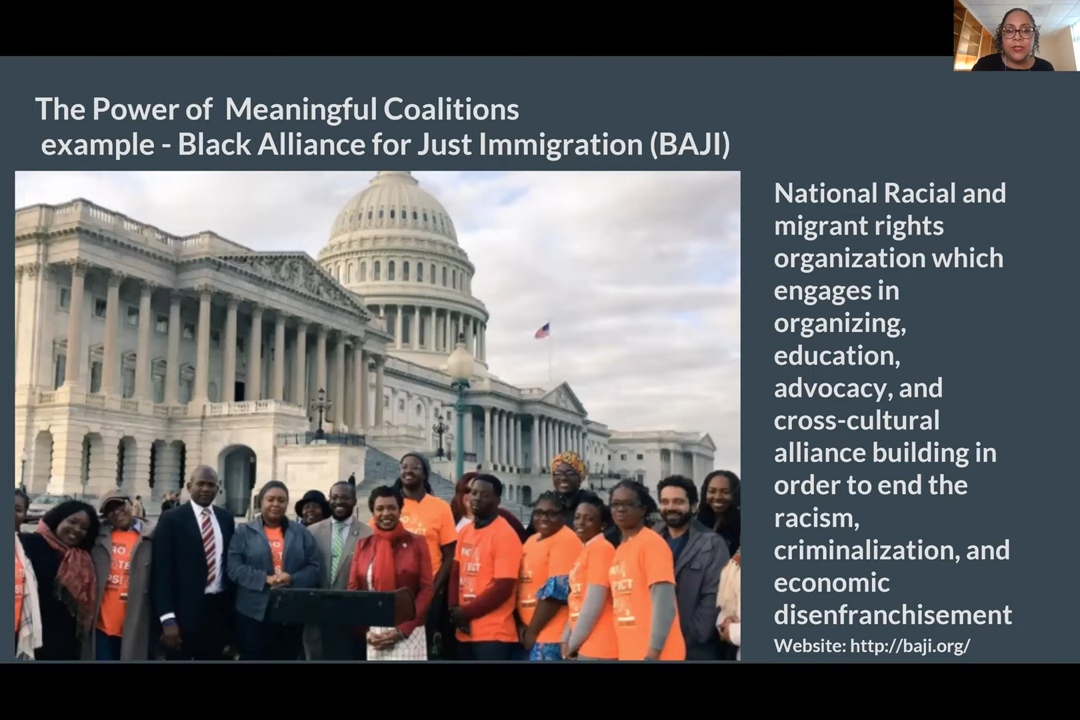 The Power of  Meaningful Coalitions
example - Black Alliance for Just Immigration (BAJI)
National Racial and
migrant rights
organization which
engages in
organizing,
education,
advocacy, and
cross-cultural
alliance building in
order to end the
racism,
criminalization, and
economic
disenfranchisement
Website: http://baji.org/